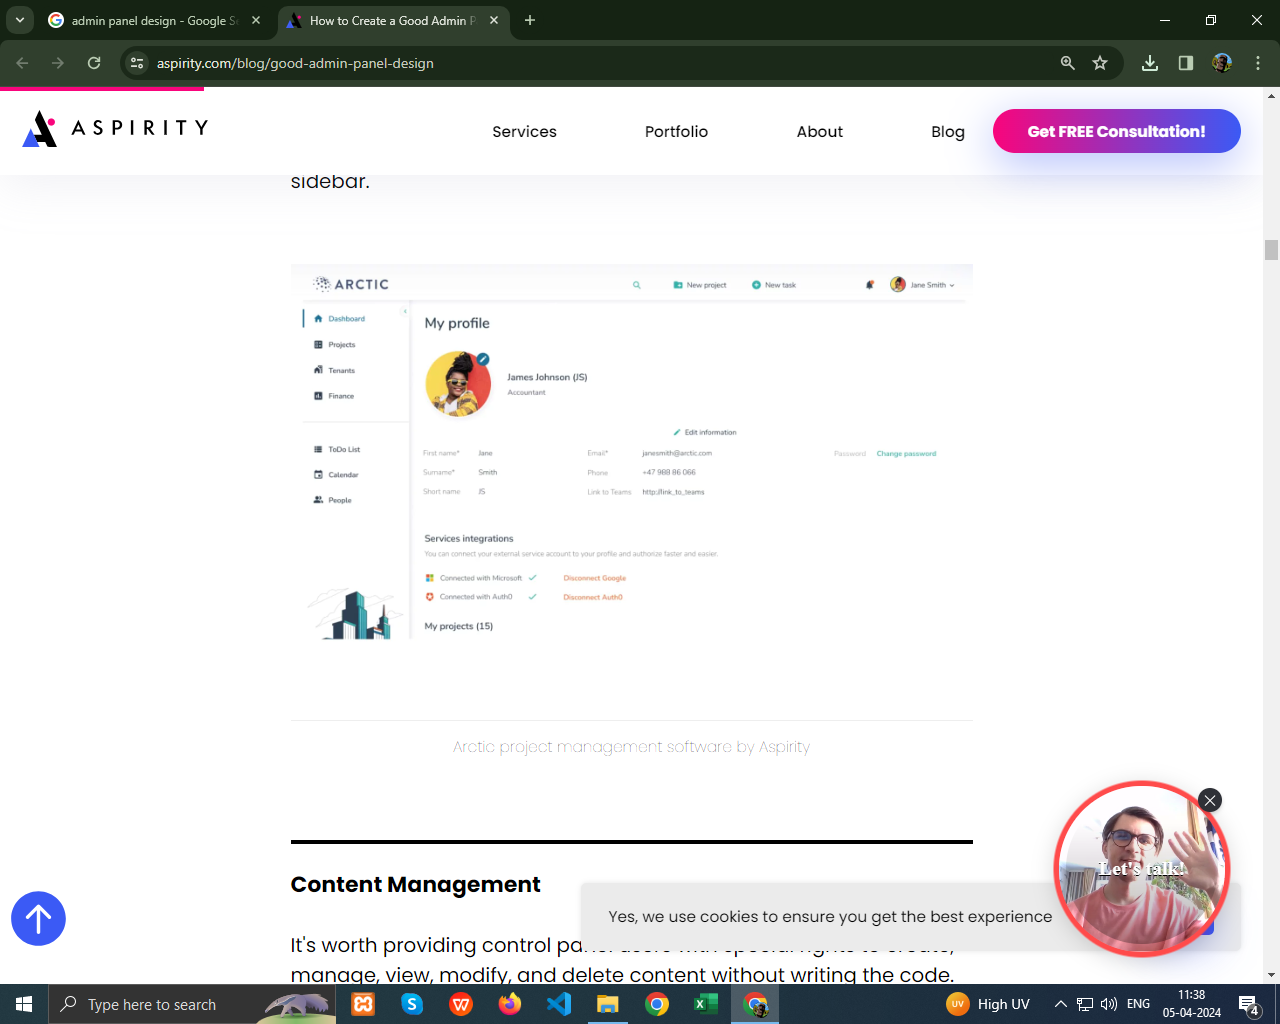 admin panel design - Google Se
How to Create a Good Admin P
aspirity.com/blog/good-admin-panel-design
ASPIRITY
Services
Portfolio
About
Blog
Get FREE Consultation!
sidebar.
ARCTIC
New project
New task
Jane Smith
Dashboard
Projects
Tenants
Finance
ToDo List
Calendar
People
My profile
James Johnson (JS)
Accountant
Edit information
First name* Jane Email* janesmith@arctic.com Password Change password
Surname* Smith Phone +47 988 86 066
Short name JS Link to Teams http://link_to_teams
Services integrations
You can connect your external service account to your profile and authorize faster and easier.
Connected with Microsoft Disconnect Google
Connected with Auth0 Disconnect Auth0
My projects (15)
Arctic project management software by Aspirity
Content Management
Let's talk!
Yes, we use cookies to ensure you get the best experience
It's worth providing control panel users with special rights to create,
manage, view, modify, and delete content without writing the code.
Type here to search
UV
High UV
ENG
11:38
05-04-2024
4